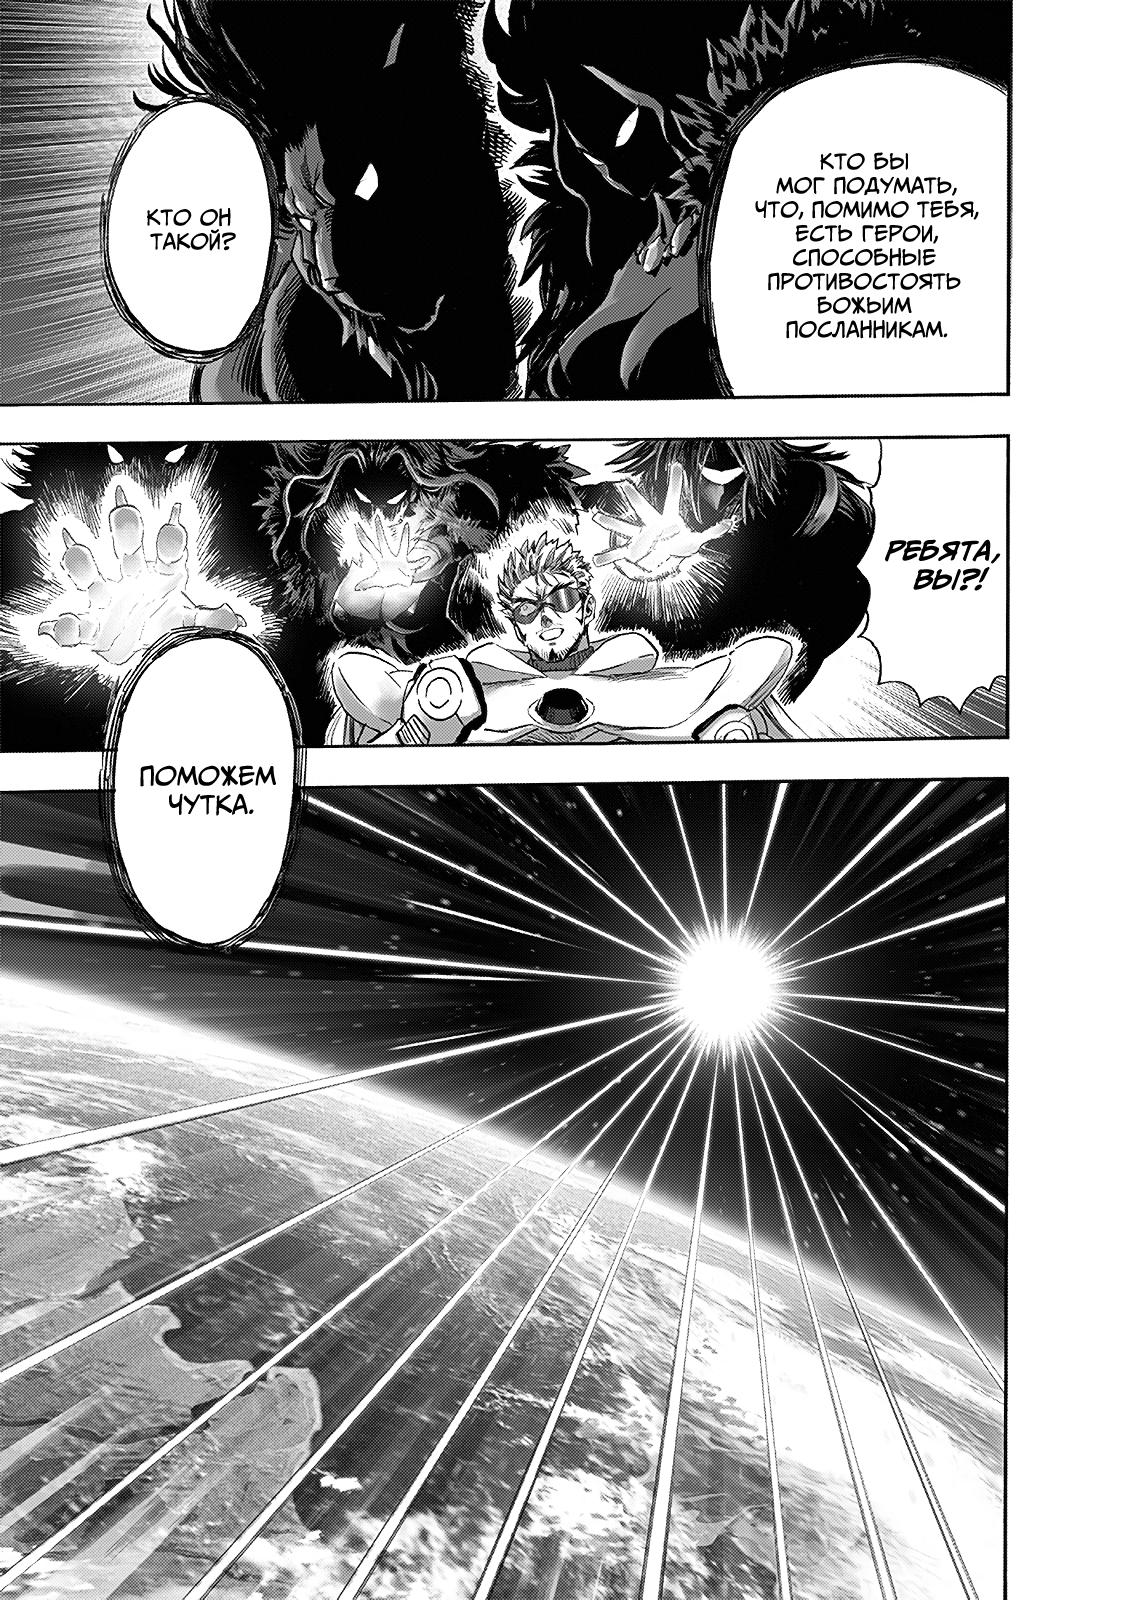 КТО БЫ
МОГ ПОДУМАТЬ,
ЧТО, ПОМИМО ТЕБЯ,
ЕСТЬ ГЕРОИ,
СПОСОБНЫЕ
ПРОТИВОСТОЯТЬ
БОЖЬИМ
ПОСЛАННИКАМ.
КТО ОН
ТАКОЙ?
РЕБЯТА,
ВЫ?!
ПОМОЖЕМ
ЧУТКА.